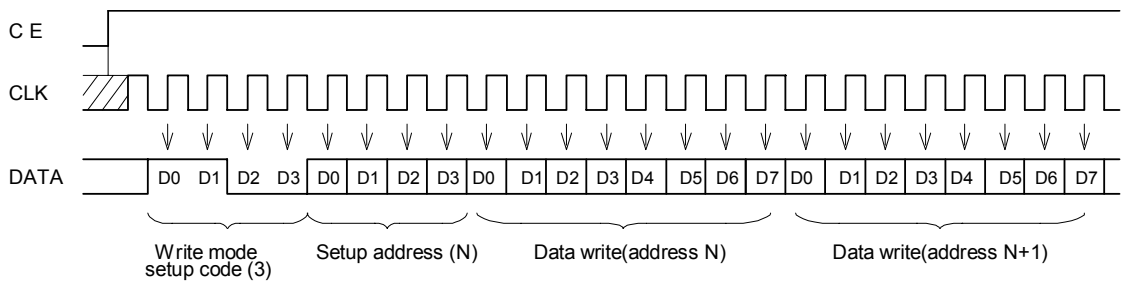 C E
CLK
DATA D0 D1 D2 D3 D0 D1 D2 D3 D0 D1 D2 D3 D4 D5 D6 D7 D0 D1 D2 D3 D4 D5 D6 D7
Write mode
setup code (3)
Setup address (N)
Data write(address N)
Data write(address N+1)